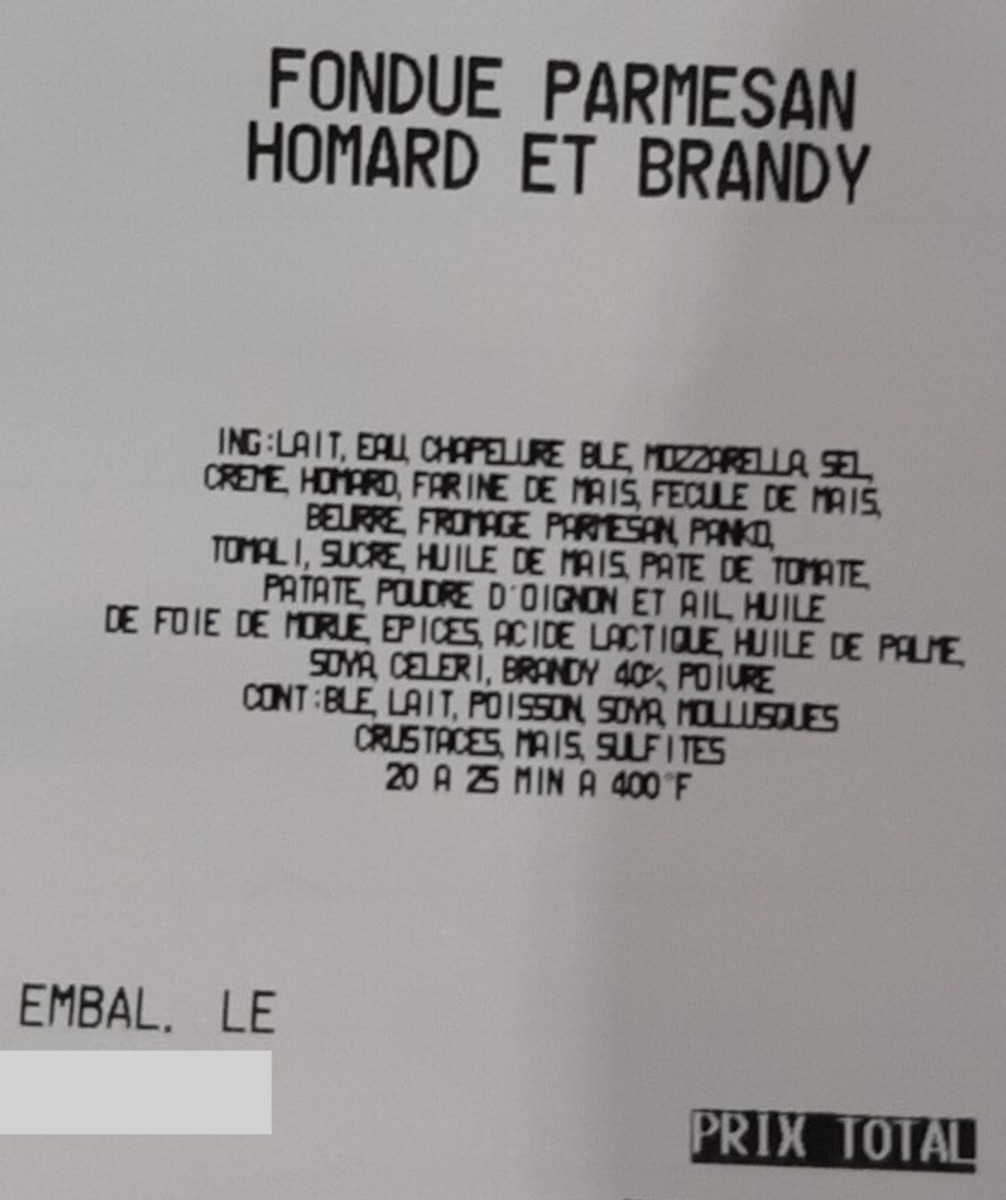 FONDUE PARMESAN
HOMARD ET BRANDY
ING:LAIT, EAU, CHAPELURE BLE, MOZZARELLA, SEL,
CREME, HOMARD, FARINE DE MAIS, FECULE DE MAIS,
BEURRE, FROMAGE PARMESAN, PANKO,
TOMALI, SUCRE, HUILE DE MAIS, PATE DE TOMATE,
PATATE, POUDRE D'OIGNON ET AIL, HUILE
DE FOIE DE MORUE, EPICES, ACIDE LACTIQUE, HUILE DE PALME,
SOYA, CELERI, BRANDY 40%, POIVRE
CONT:BLE, LAIT, POISSON, SOYA, MOLLUSQUES
CRUSTACES, MAIS, SULFITES
20 A 25 MIN A 400°F
EMBAL. LE
PRIX TOTAL